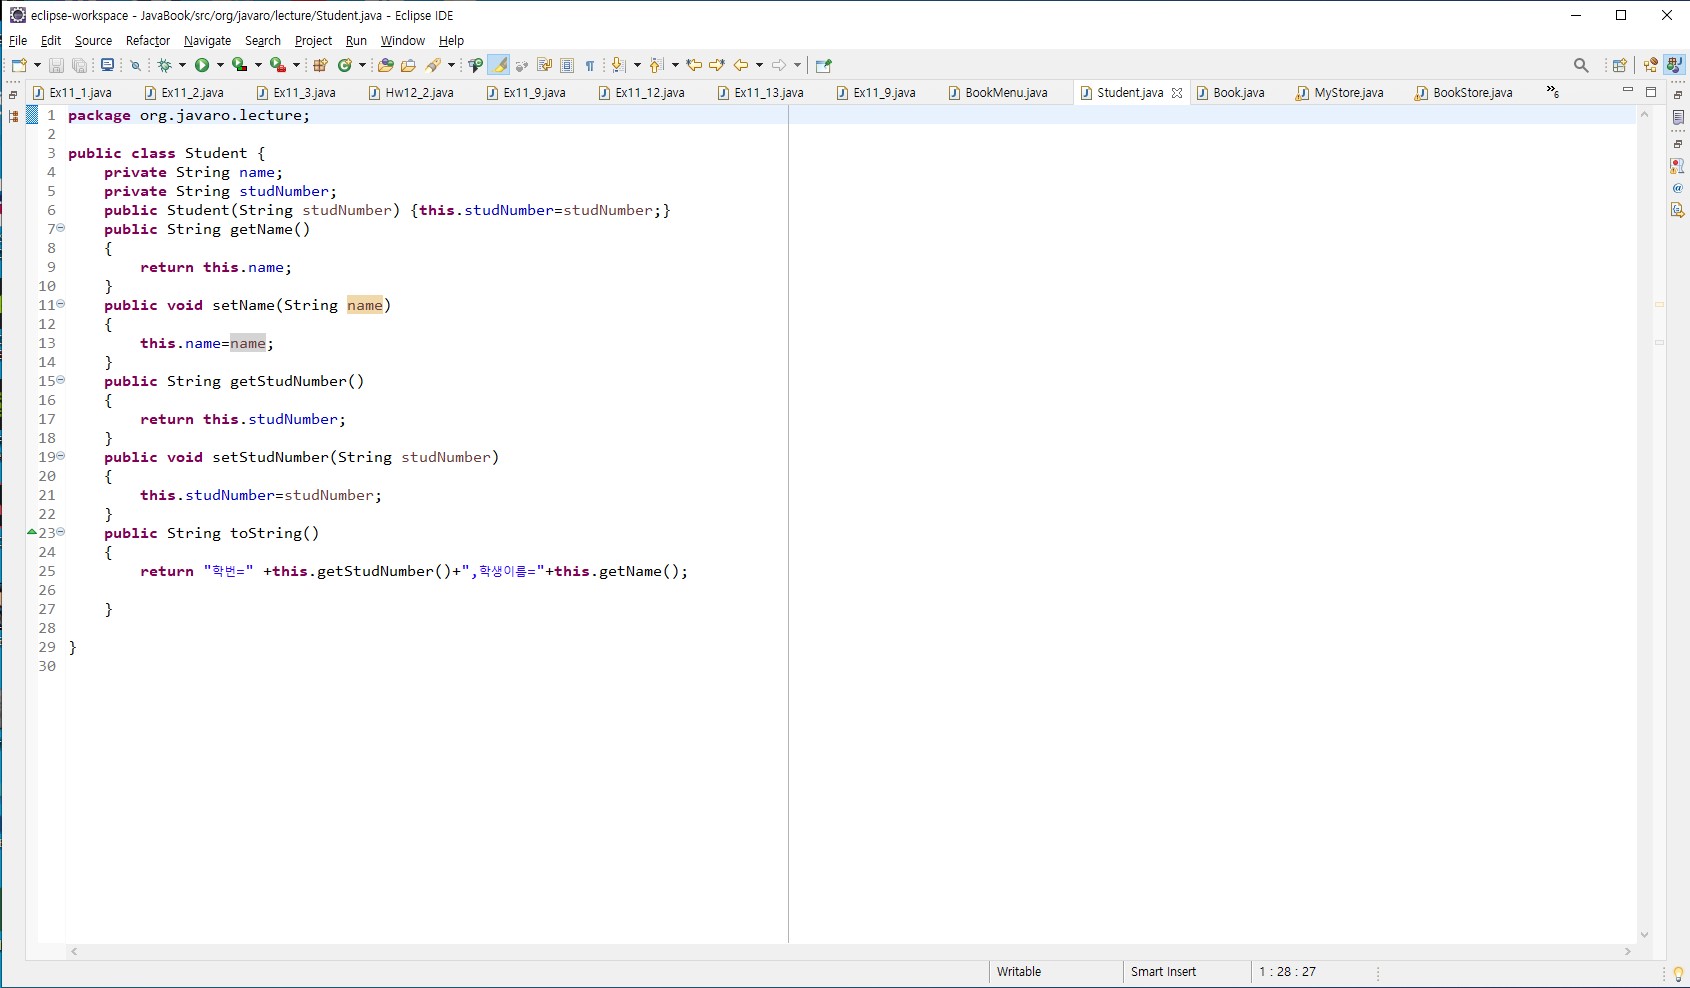 eclipse-workspace - JavaBook/src/org/javaro/lecture/Student.java - Eclipse IDE
File Edit Source Refactor Navigate Search Project Run Window Help
Ex11_1.java Ex11_2.java Ex11_3.java Hw12_2.java Ex11_9.java Ex11_12.java Ex11_13.java Ex11_9.java BookMenu.java Student.java Book.java MyStore.java BookStore.java »6
1 package org.javaro.lecture;
2
3 public class Student {
4 private String name;
5 private String studNumber;
6 public Student(String studNumber) {this.studNumber=studNumber;}
7 public String getName()
8 {
9 return this.name;
10 }
11 public void setName(String name)
12 {
13 this.name=name;
14 }
15 public String getStudNumber()
16 {
17 return this.studNumber;
18 }
19 public void setStudNumber(String studNumber)
20 {
21 this.studNumber=studNumber;
22 }
23 public String toString()
24 {
25 return "학번=" +this.getStudNumber()+",학생이름="+this.getName();
26
27 }
28
29 }
30
Writable Smart Insert 1 : 28 : 27